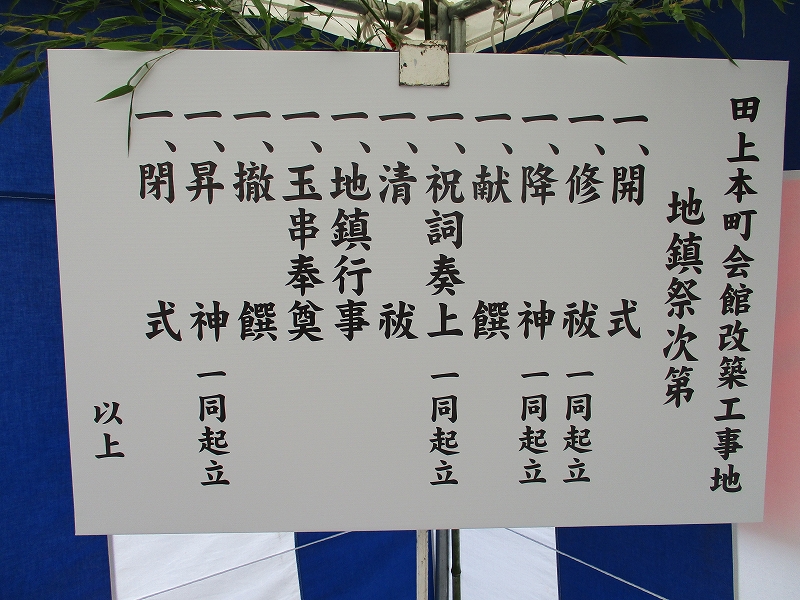 田上本町会館改築工事地
地鎮祭次第
一、開式
一、修祓 一同起立
一、降神 一同起立
一、献饌
一、祝詞奏上 一同起立
一、清祓
一、地鎮行事
一、玉串奉奠
一、撤饌
一、昇神 一同起立
一、閉式
以上